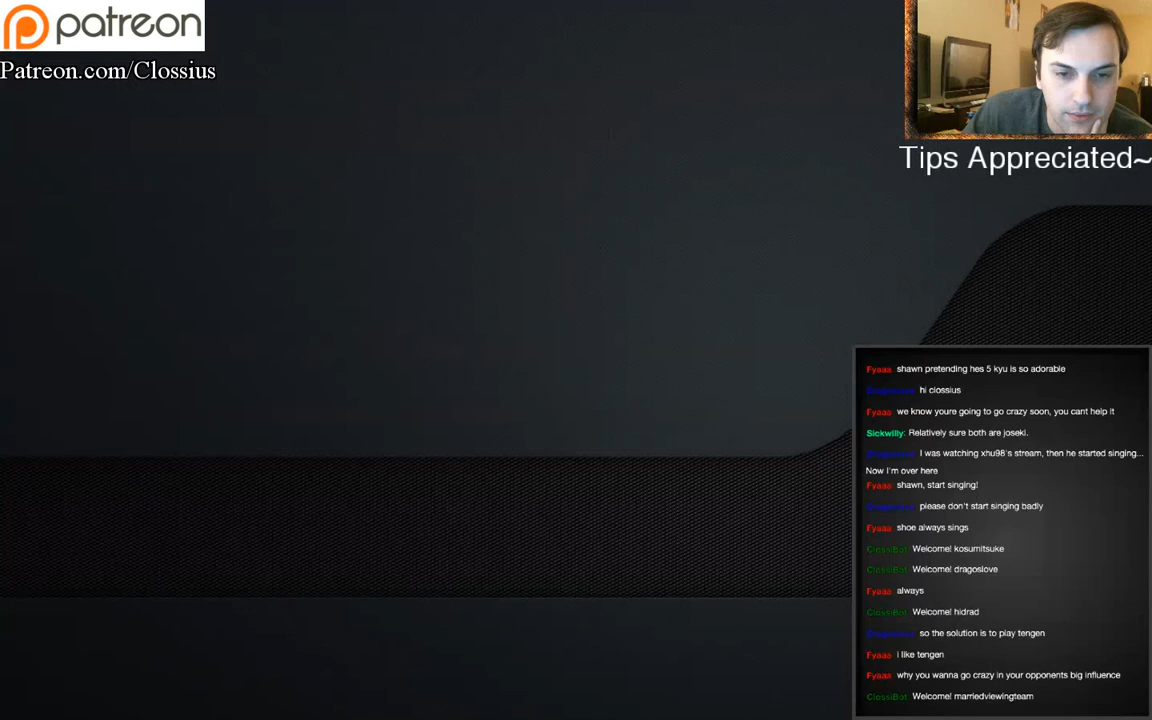 patreon
Patreon.com/Clossius
Tips Appreciated~
Fyaaa shawn pretending hes 5 kyu is so adorable
hi clossius
Fyaaa we know youre going to go crazy soon, you cant help it
Sickwilly: Relatively sure both are joseki.
I was watching xhu98's stream, then he started singing...
Now I'm over here
Fyaaa shawn, start singing!
please don't start singing badly
Fyaaa shoe always sings
ClossiBot Welcome! kosumitsuke
ClossiBot Welcome! dragoslove
Fyaaa always
ClossiBot Welcome! hidrad
so the solution is to play tengen
Fyaaa i like tengen
Fyaaa why you wanna go crazy in your opponents big influence
ClossiBot Welcome! marriedviewingteam